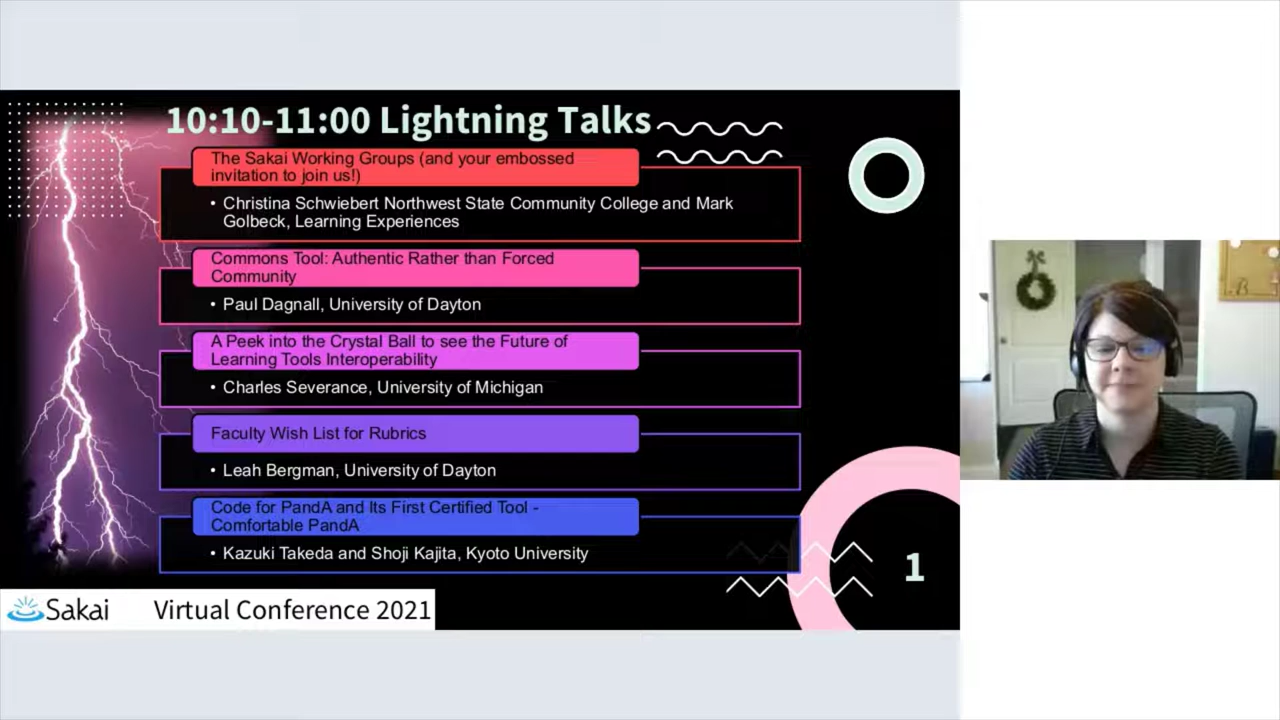 10:10-11:00 Lightning Talks
The Sakai Working Groups (and your embossed
invitation to join us!)
• Christina Schwiebert Northwest State Community College and Mark
Golbeck, Learning Experiences
Commons Tool: Authentic Rather than Forced
Community
• Paul Dagnall, University of Dayton
A Peek into the Crystal Ball to see the Future of
Learning Tools Interoperability
• Charles Severance, University of Michigan
Faculty Wish List for Rubrics
• Leah Bergman, University of Dayton
Code for PandA and Its First Certified Tool -
Comfortable PandA
• Kazuki Takeda and Shoji Kajita, Kyoto University
1
Sakai Virtual Conference 2021
B